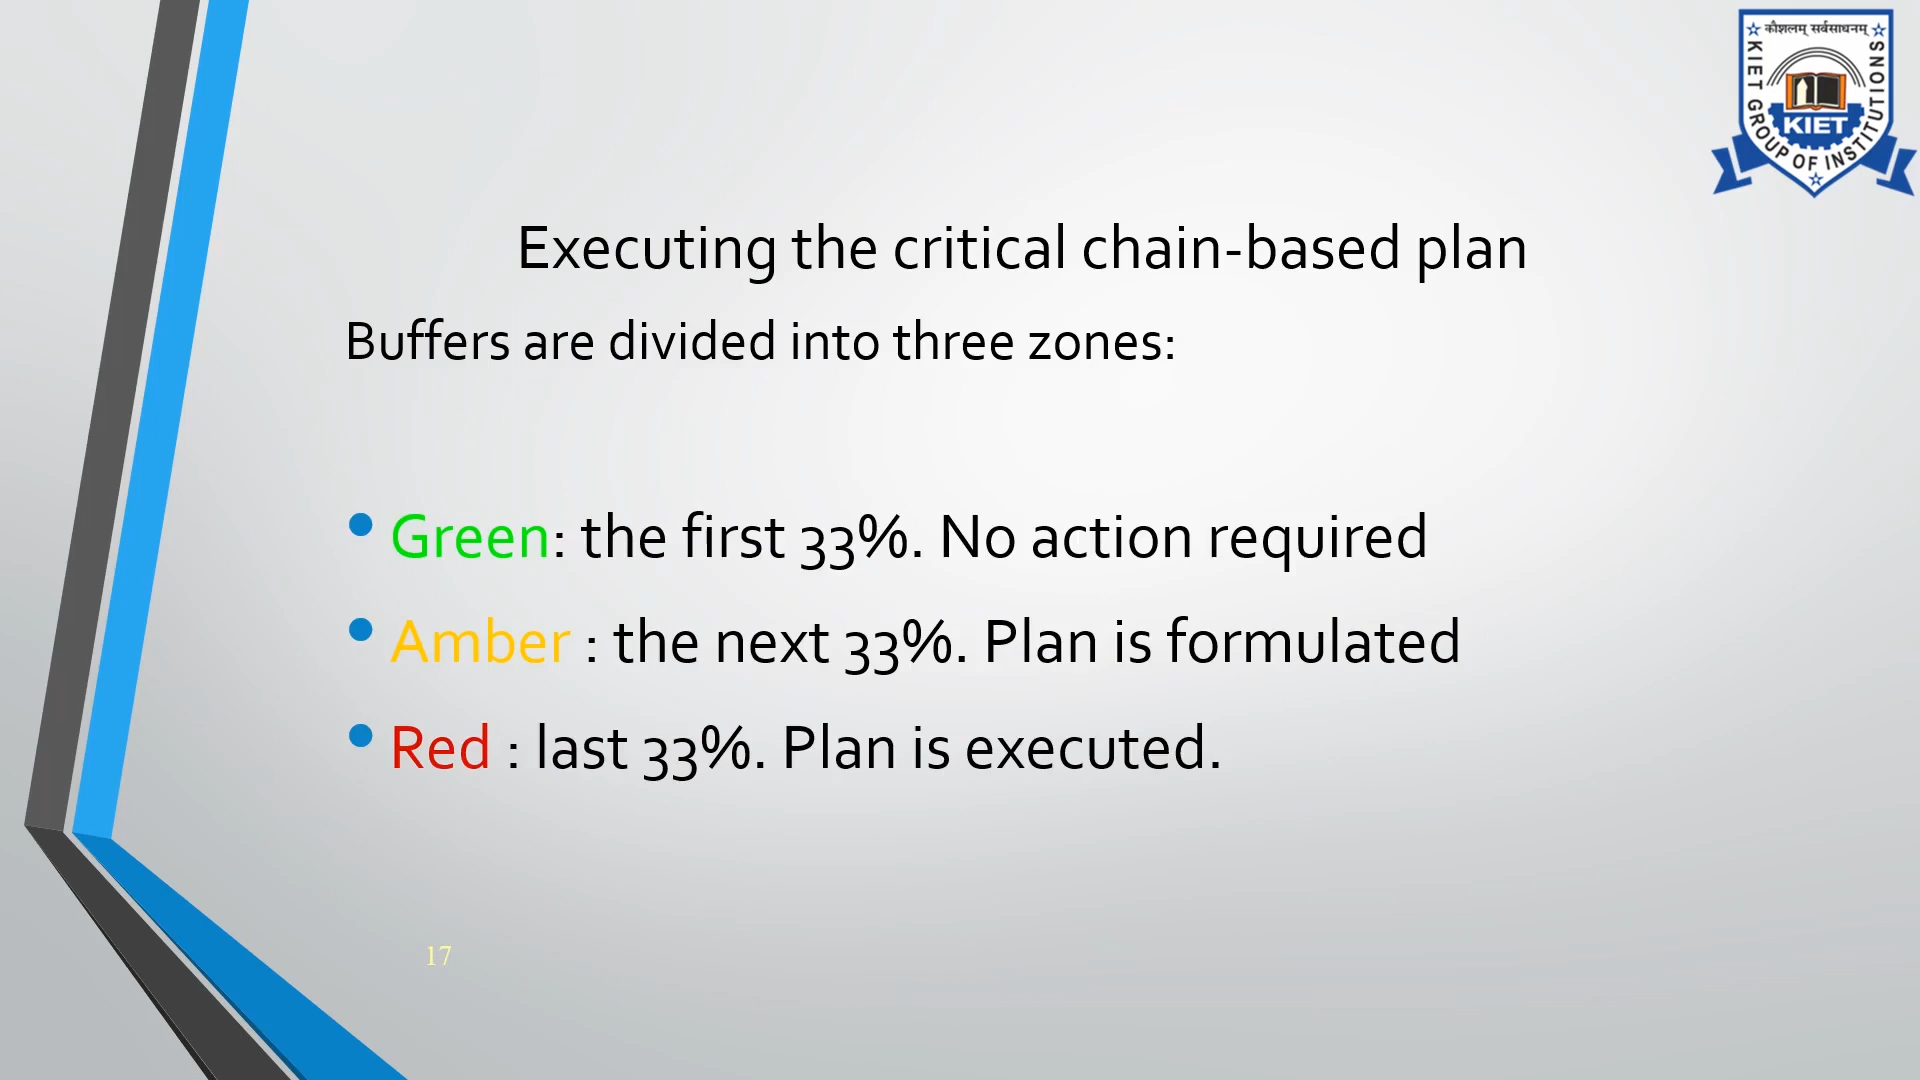 कौशलम् सर्वसाधनम्
KIET GROUP OF INSTITUTIONS
KIET
Executing the critical chain-based plan
Buffers are divided into three zones:
• Green: the first 33%. No action required
• Amber : the next 33%. Plan is formulated
• Red : last 33%. Plan is executed.
17